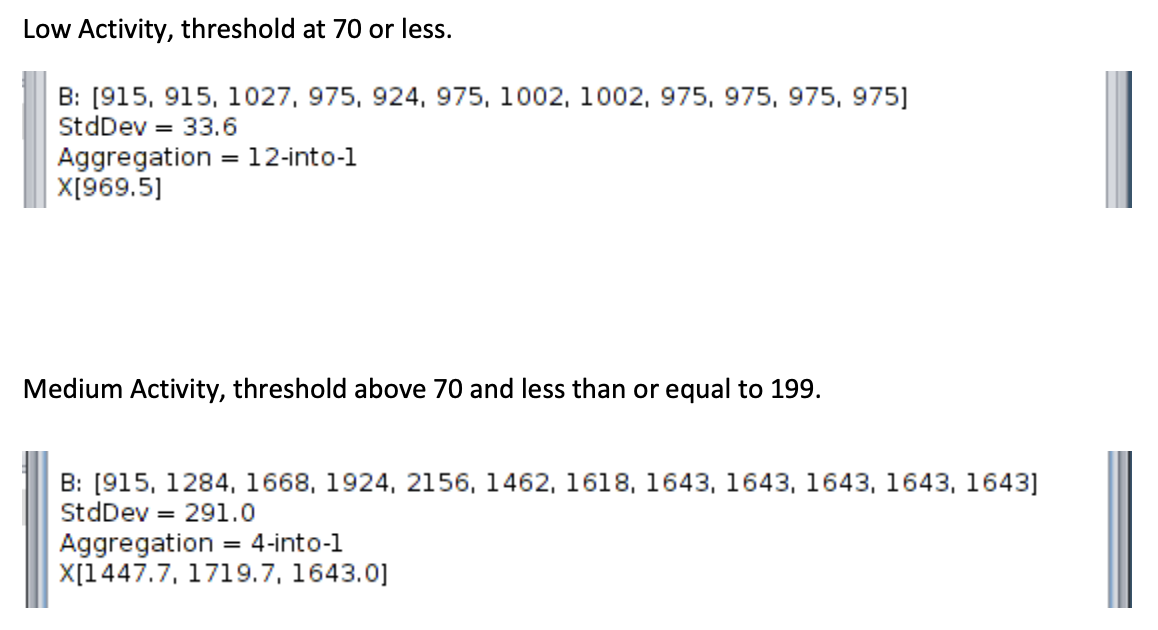 Low Activity, threshold at 70 or less.
B: [915, 915, 1027, 975, 924, 975, 1002, 1002, 975, 975, 975, 975]
StdDev = 33.6
Aggregation = 12-into-1
X[969.5]
Medium Activity, threshold above 70 and less than or equal to 199.
B: [915, 1284, 1668, 1924, 2156, 1462, 1618, 1643, 1643, 1643, 1643, 1643]
StdDev = 291.0
Aggregation = 4-into-1
X[1447.7, 1719.7, 1643.0]